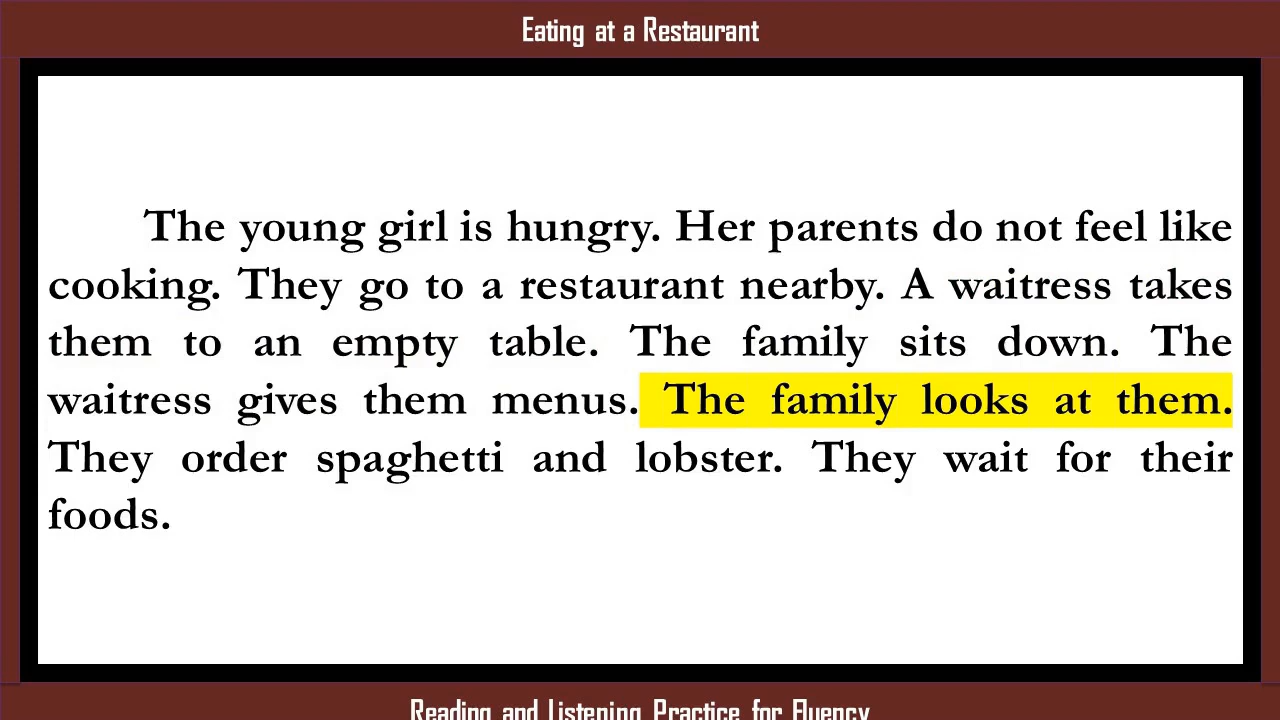 Eating at a Restaurant
The young girl is hungry. Her parents do not feel like
cooking. They go to a restaurant nearby. A waitress takes
them to an empty table. The family sits down. The
waitress gives them menus. The family looks at them.
They order spaghetti and lobster. They wait for their
foods.
Reading and Listening Practice for Fluency